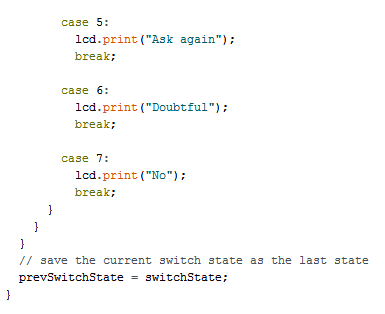 case 5:
lcd.print("Ask again");
break;
case 6:
lcd.print("Doubtful");
break;
case 7:
lcd.print("No");
break;
}
}
}
// save the current switch state as the last state
prevSwitchState = switchState;
}